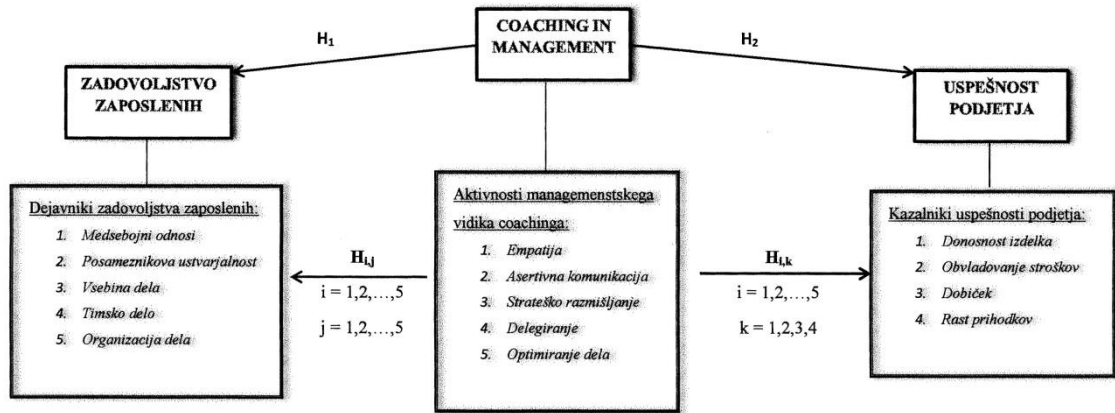 COACHING IN
MANAGEMENT
H₁
H₂
ZADOVOLJSTVO
ZAPOSLENIH
USPEŠNOST
PODJETJA
Dejavniki zadovoljstva zaposlenih:
1. Medsebojni odnosi
2. Posameznikova ustvarjalnost
3. Vsebina dela
4. Timsko delo
5. Organizacija dela
Hi,j
i = 1,2,…,5
j = 1,2,…,5
Aktivnosti managementskega
vidika coachinga:
1. Empatija
2. Asertivna komunikacija
3. Strateško razmišljanje
4. Delegiranje
5. Optimiranje dela
Hi,k
i = 1,2,…,5
k = 1,2,3,4
Kazalniki uspešnosti podjetja:
1. Donosnost izdelka
2. Obvladovanje stroškov
3. Dobiček
4. Rast prihodkov